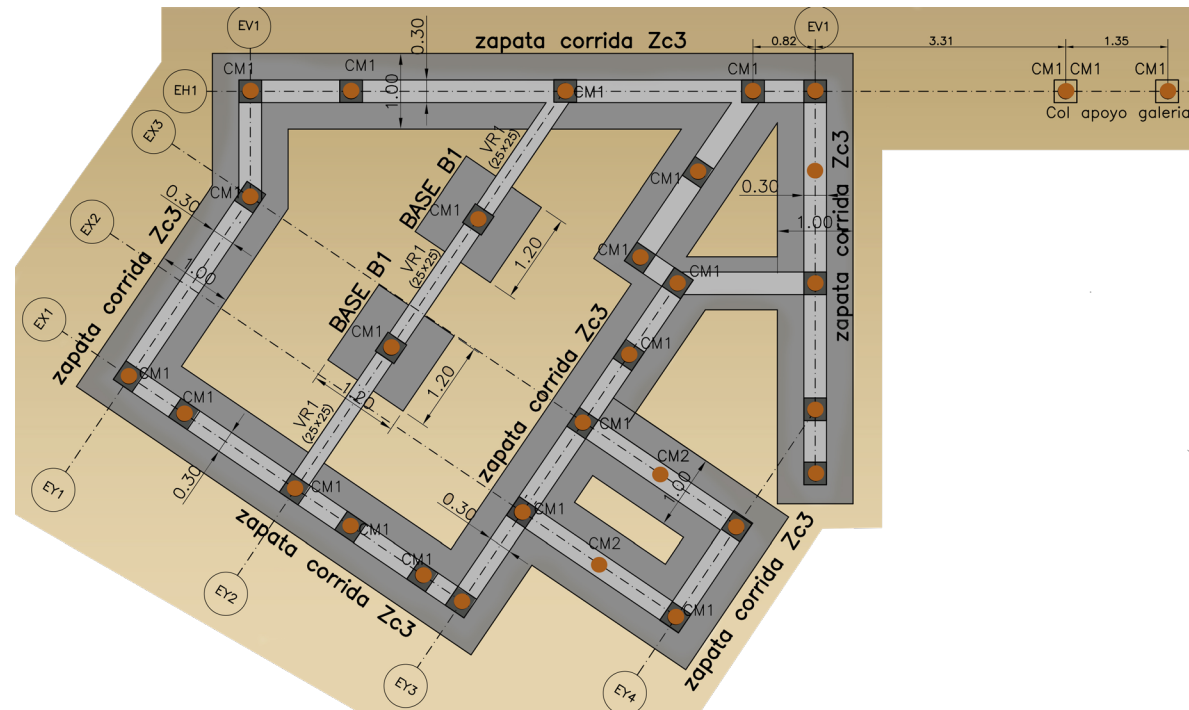 EV1
EV1
zapata corrida Zc3
0.30
0.82
3.31
1.35
CM1
CM1
CM1
CM1
CM1
CM1
EH1
1.00
CM1
Col apoyo galeria
EX3
VR1
(25x25)
BASE B1
CM1
0.30
zapata corrida Zc3
CM1
0.30
EX2
CM1
1.00
zapata corrida Zc3
VR1
(25x25)
1.20
CM1
CM1
1.00
BASE B1
EX1
CM1
CM1
1.20
zapata corrida Zc3
CM1
1.20
VR1
(25x25)
CM1
CM2
0.30
1.00
EY1
CM1
0.30
CM1
zapata corrida Zc3
CM1
CM2
zapata corrida Zc3
CM1
EY2
CM1
EY3
EY4